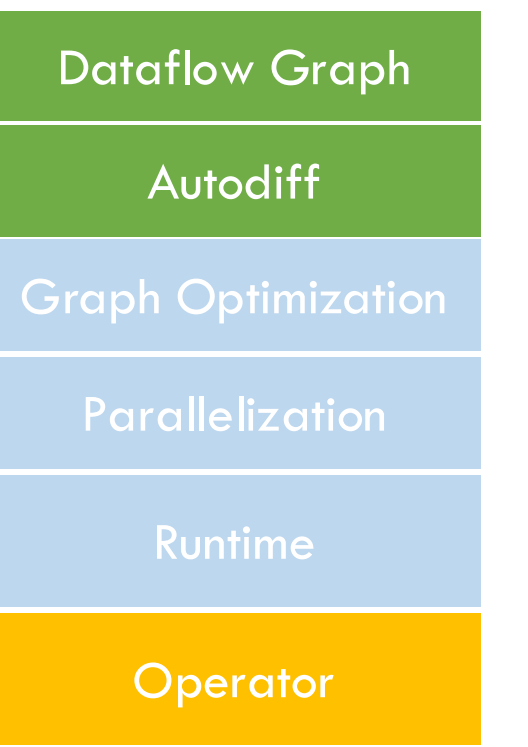 Dataflow Graph
Autodiff
Graph Optimization
Parallelization
Runtime
Operator